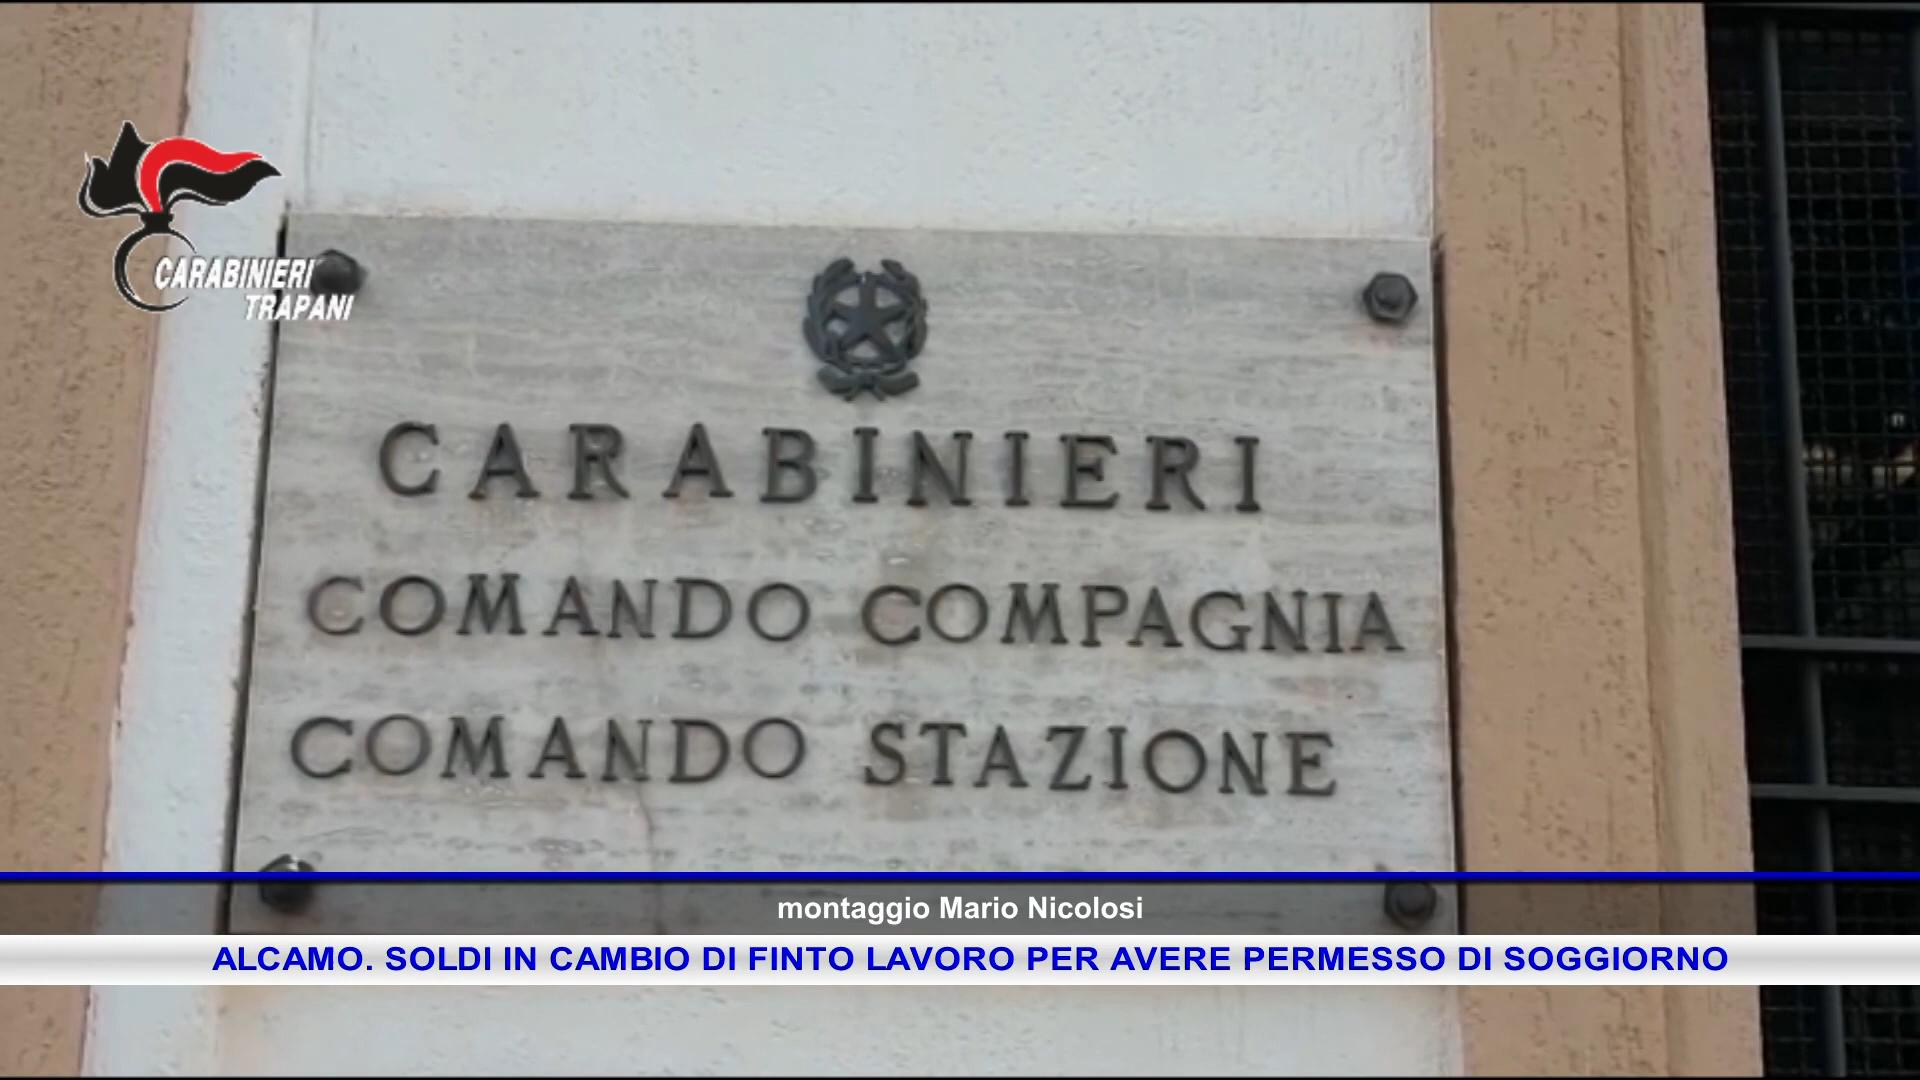 CARABINIERI
TRAPANI
CARABINIERI
COMANDO COMPAGNIA
COMANDO STAZIONE
montaggio Mario Nicolosi
ALCAMO. SOLDI IN CAMBIO DI FINTO LAVORO PER AVERE PERMESSO DI SOGGIORNO